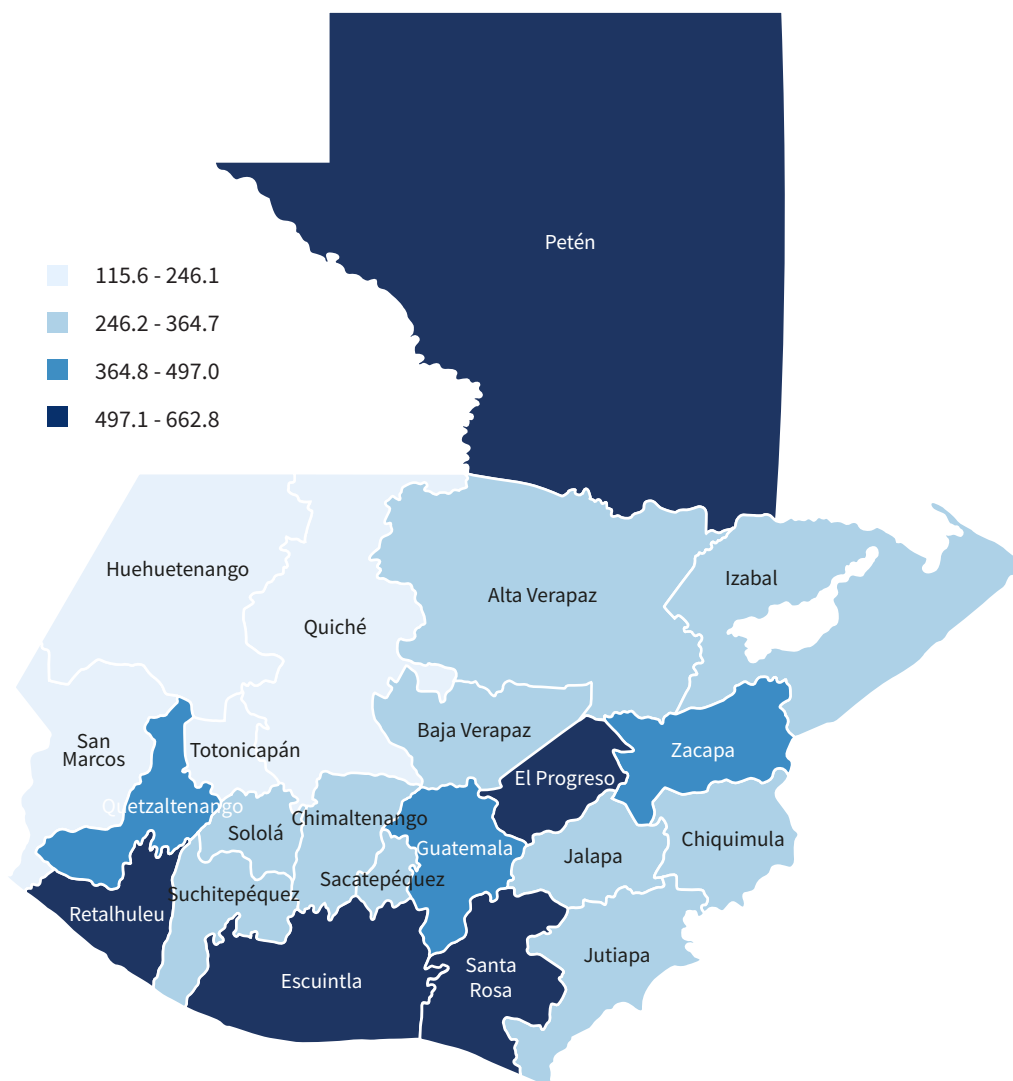 Petén
115.6 - 246.1
246.2 - 364.7
364.8 - 497.0
497.1 - 662.8
Huehuetenango
Izabal
Alta Verapaz
Quiché
Baja Verapaz
San
Marcos
Totonicapán
Zacapa
El Progreso
Quetzaltenango
Chimaltenango
Sololá
Chiquimula
Guatemala
Jalapa
Sacatepéquez
Suchitepéquez
Retalhuleu
Jutiapa
Santa
Rosa
Escuintla